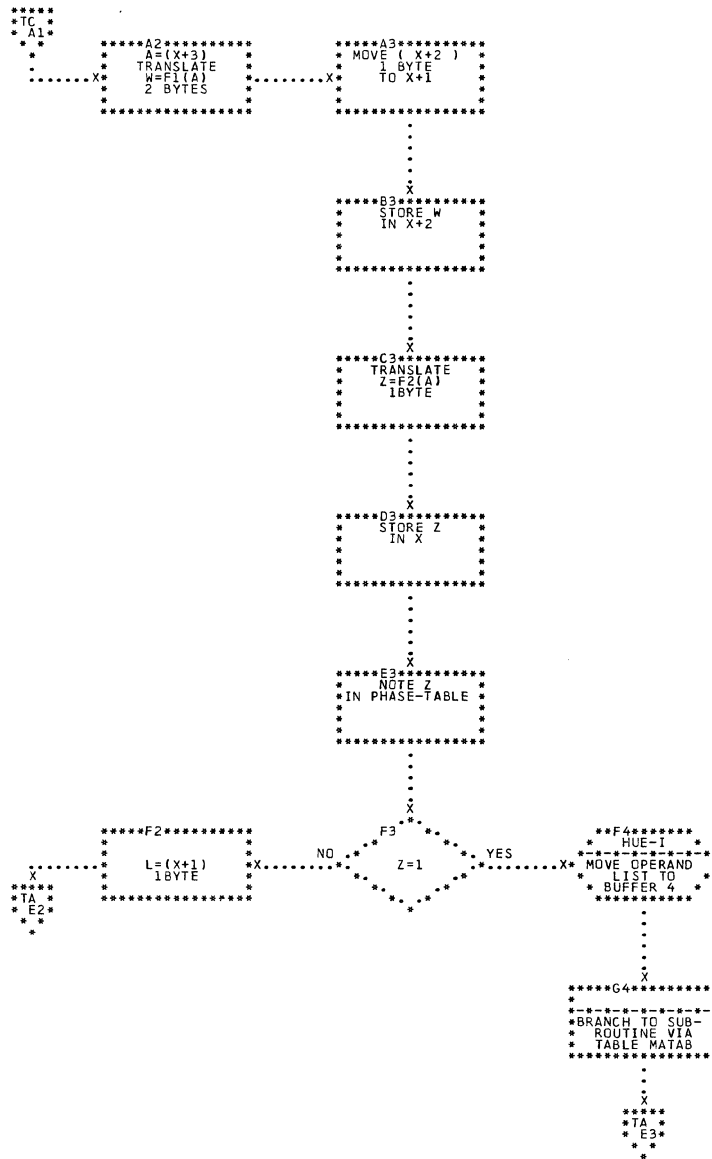 TC
A1
A2
A=(X+3)
TRANSLATE
W=F1(A)
2 BYTES
A3
MOVE ( X+2 )
1 BYTE
TO X+1
B3
STORE W
IN X+2
C3
TRANSLATE
Z=F2(A)
1BYTE
D3
STORE Z
IN X
E3
NOTE Z
IN PHASE-TABLE
F2
L=(X+1)
1BYTE
NO
F3
Z=1
YES
F4
HUE-I
MOVE OPERAND
LIST TO
BUFFER 4
TA
E2
G4
BRANCH TO SUB-
ROUTINE VIA
TABLE MATAB
TA
E3